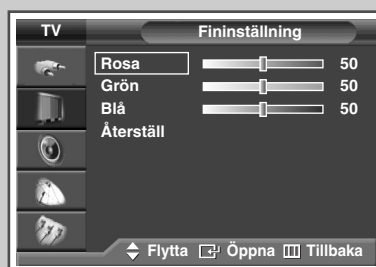 TV Fininställning
Rosa 50
Grön 50
Blå 50
Återställ
Flytta Öppna Tillbaka